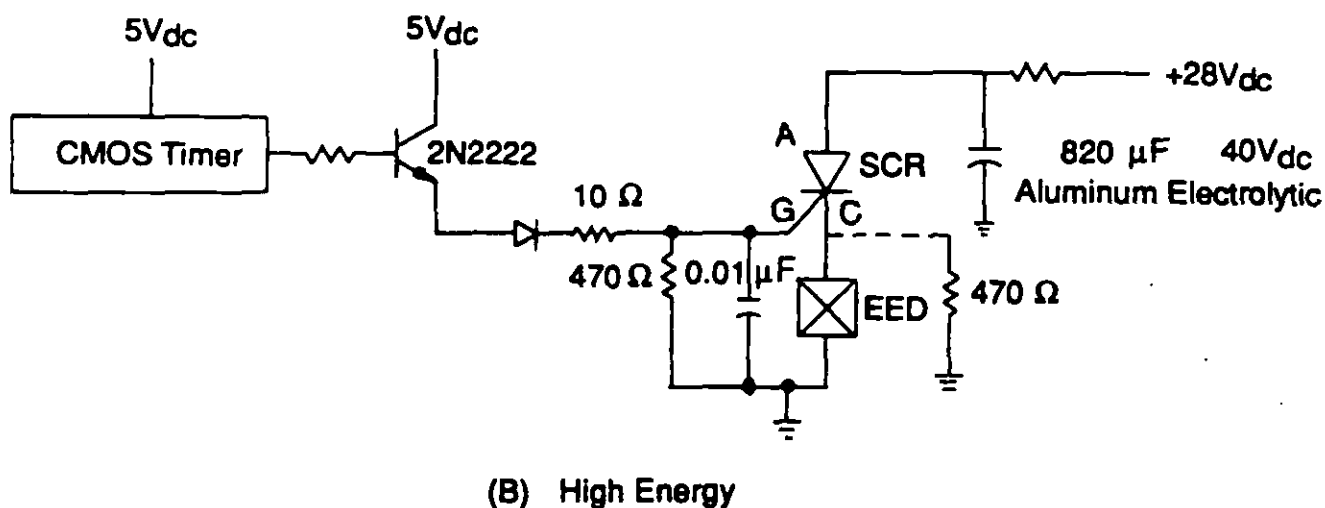 5Vdc
5Vdc
+28Vdc
CMOS Timer
2N2222
A
SCR
820 µF 40Vdc
Aluminum Electrolytic
10 Ω
G
C
470 Ω
0.01 µF
EED
470 Ω
(B) High Energy